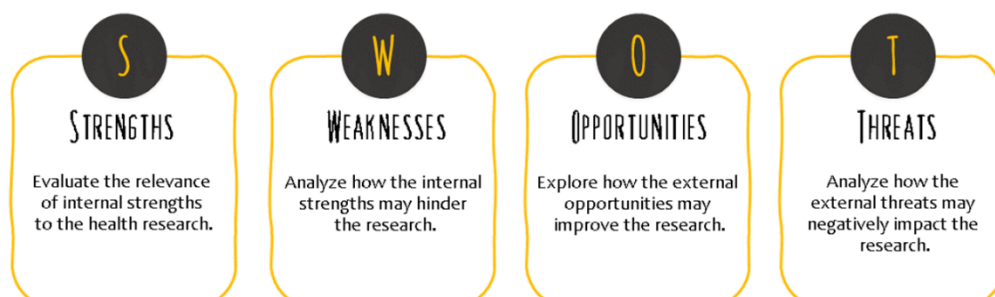 S
STRENGTHS
Evaluate the relevance
of internal strengths
to the health research.
W
WEAKNESSES
Analyze how the internal
strengths may hinder
the research.
O
OPPORTUNITIES
Explore how the external
opportunities may
improve the research.
T
THREATS
Analyze how the
external threats may
negatively impact the
research.